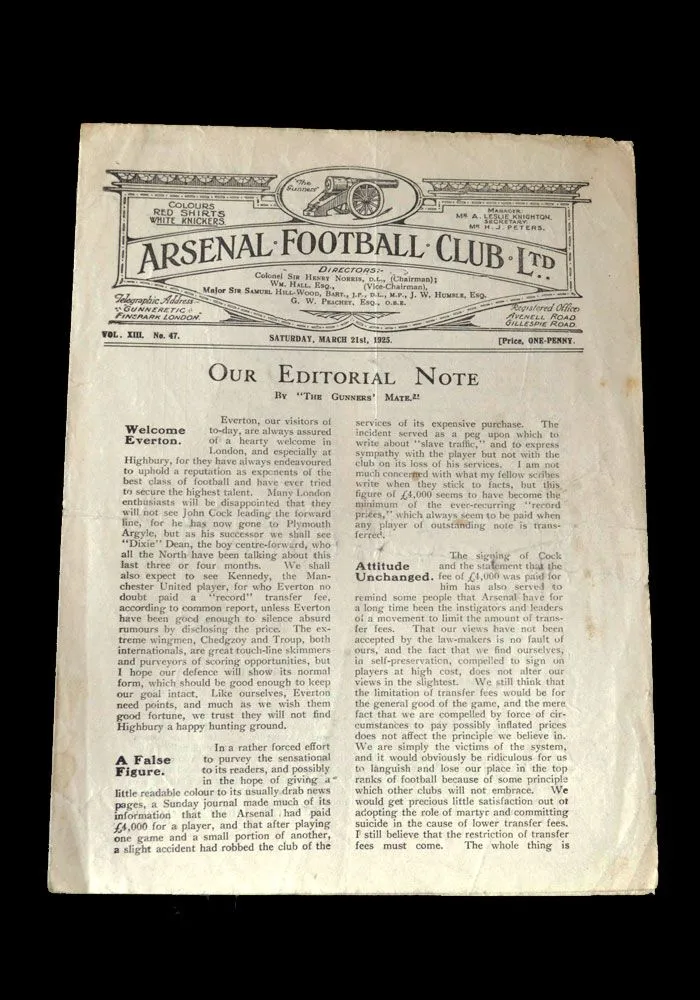 "The
Gunners"
COLOURS
RED SHIRTS
WHITE KNICKERS
MANAGER.
MR A. LESLIE KNIGHTON.
SECRETARY.
MR H. J. PETERS.
ARSENAL · FOOTBALL · CLUB · LTD
DIRECTORS:-
Colonel SIR HENRY NORRIS, D.L., (Chairman);
WM. HALL, ESQ., (Vice-Chairman),
Major SIR SAMUEL HILL-WOOD, BART., J.P., D.L., M.P., J. W. HUMBLE, ESQ.
G. W. PEACHEY, ESQ., O.B.E.
Telegraphic Address
"GUNNERETIC
FINSPARK LONDON."
Registered Office
AVENELL ROAD
GILLESPIE ROAD.
VOL. XIII. No. 47.
SATURDAY, MARCH 21st, 1925.
[Price, ONE-PENNY.
OUR EDITORIAL NOTE
BY "THE GUNNERS' MATE."
Welcome
Everton.
Everton, our visitors of
to-day, are always assured
of a hearty welcome in
London, and especially at
Highbury, for they have always endeavoured
to uphold a reputation as exponents of the
best class of football and have ever tried
to secure the highest talent. Many London
enthusiasts will be disappointed that they
will not see John Cock leading the forward
line, for he has now gone to Plymouth
Argyle, but as his successor we shall see
"Dixie" Dean, the boy centre-forward, who
all the North have been talking about this
last three or four months. We shall
also expect to see Kennedy, the Man-
chester United player, for who Everton no
doubt paid a "record" transfer fee,
according to common report, unless Everton
have been good enough to silence absurd
rumours by disclosing the price. The ex-
treme wingmen, Chedgzoy and Troup, both
internationals, are great touch-line skimmers
and purveyors of scoring opportunities, but
I hope our defence will show its normal
form, which should be good enough to keep
our goal intact. Like ourselves, Everton
need points, and much as we wish them
good fortune, we trust they will not find
Highbury a happy hunting ground.
A False
Figure.
In a rather forced effort
to purvey the sensational
to its readers, and possibly
in the hope of giving a
little readable colour to its usually drab news
pages, a Sunday journal made much of its
information that the Arsenal had paid
£4,000 for a player, and that after playing
one game and a small portion of another,
a slight accident had robbed the club of the
services of its expensive purchase. The
incident served as a peg upon which to
write about "slave traffic," and to express
sympathy with the player but not with the
club on its loss of his services. I am not
much concerned with what my fellow scribes
write when they stick to facts, but this
figure of £4,000 seems to have become the
minimum of the ever-recurring "record
prices," which always seem to be paid when
any player of outstanding note is trans-
ferred.
Attitude
Unchanged.
The signing of Cock
and the statement that the
fee of £4,000 was paid for
him has also served to
remind some people that Arsenal have for
a long time been the instigators and leaders
of a movement to limit the amount of trans-
fer fees. That our views have not been
accepted by the law-makers is no fault of
ours, and the fact that we find ourselves,
in self-preservation, compelled to sign on
players at high cost, does not alter our
views in the slightest. We still think that
the limitation of transfer fees would be for
the general good of the game, and the mere
fact that we are compelled by force of cir-
cumstances to pay possibly inflated prices
does not affect the principle we believe in.
We are simply the victims of the system,
and it would obviously be ridiculous for us
to languish and lose our place in the top
ranks of football because of some principle
which other clubs will not embrace. We
would get precious little satisfaction out of
adopting the role of martyr and committing
suicide in the cause of lower transfer fees.
I still believe that the restriction of transfer
fees must come. The whole thing is